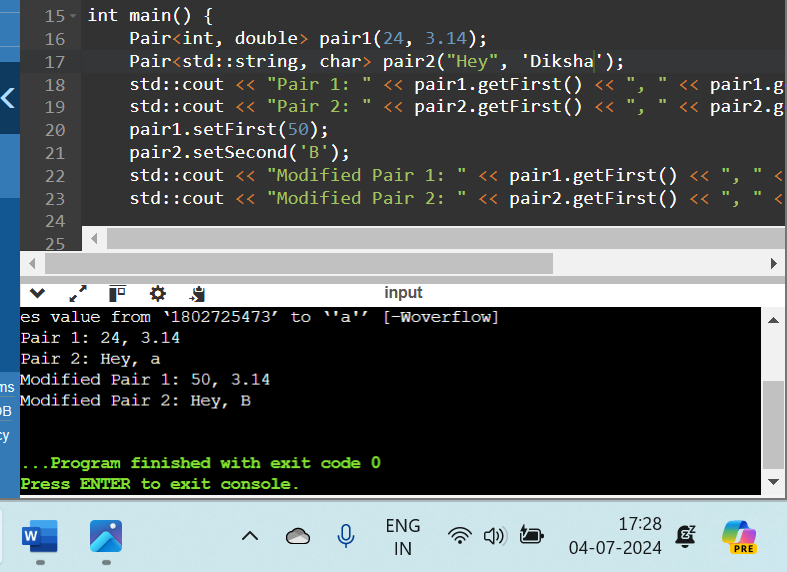 15 int main() {
16 Pair<int, double> pair1(24, 3.14);
17 Pair<std::string, char> pair2("Hey", 'Diksha');
18 std::cout << "Pair 1: " << pair1.getFirst() << ", " << pair1.g
19 std::cout << "Pair 2: " << pair2.getFirst() << ", " << pair2.g
20 pair1.setFirst(50);
21 pair2.setSecond('B');
22 std::cout << "Modified Pair 1: " << pair1.getFirst() << ", " <
23 std::cout << "Modified Pair 2: " << pair2.getFirst() << ", " <
24
25
input
es value from ‘1802725473’ to ‘'a'’ [-Woverflow]
Pair 1: 24, 3.14
Pair 2: Hey, a
Modified Pair 1: 50, 3.14
Modified Pair 2: Hey, B
...Program finished with exit code 0
Press ENTER to exit console.
ms
DB
cy
W
ENG
IN
17:28
04-07-2024
PRE